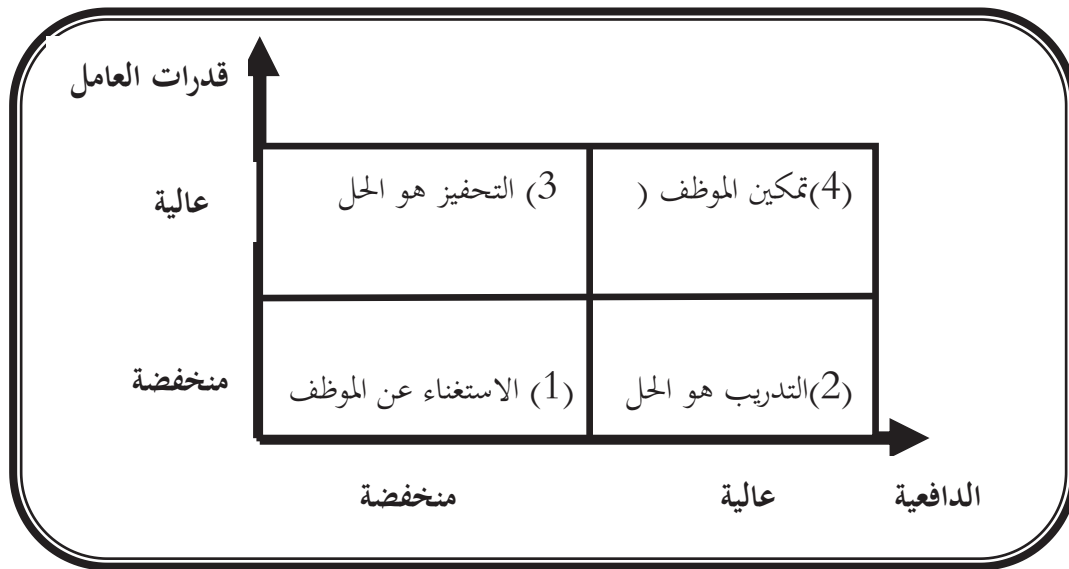 قدرات العامل
(4)تمكين الموظف (
3) التحفيز هو الحل
عالية
(2)التدريب هو الحل
(1) الاستغناء عن الموظف
منخفضة
الدافعية
عالية
منخفضة